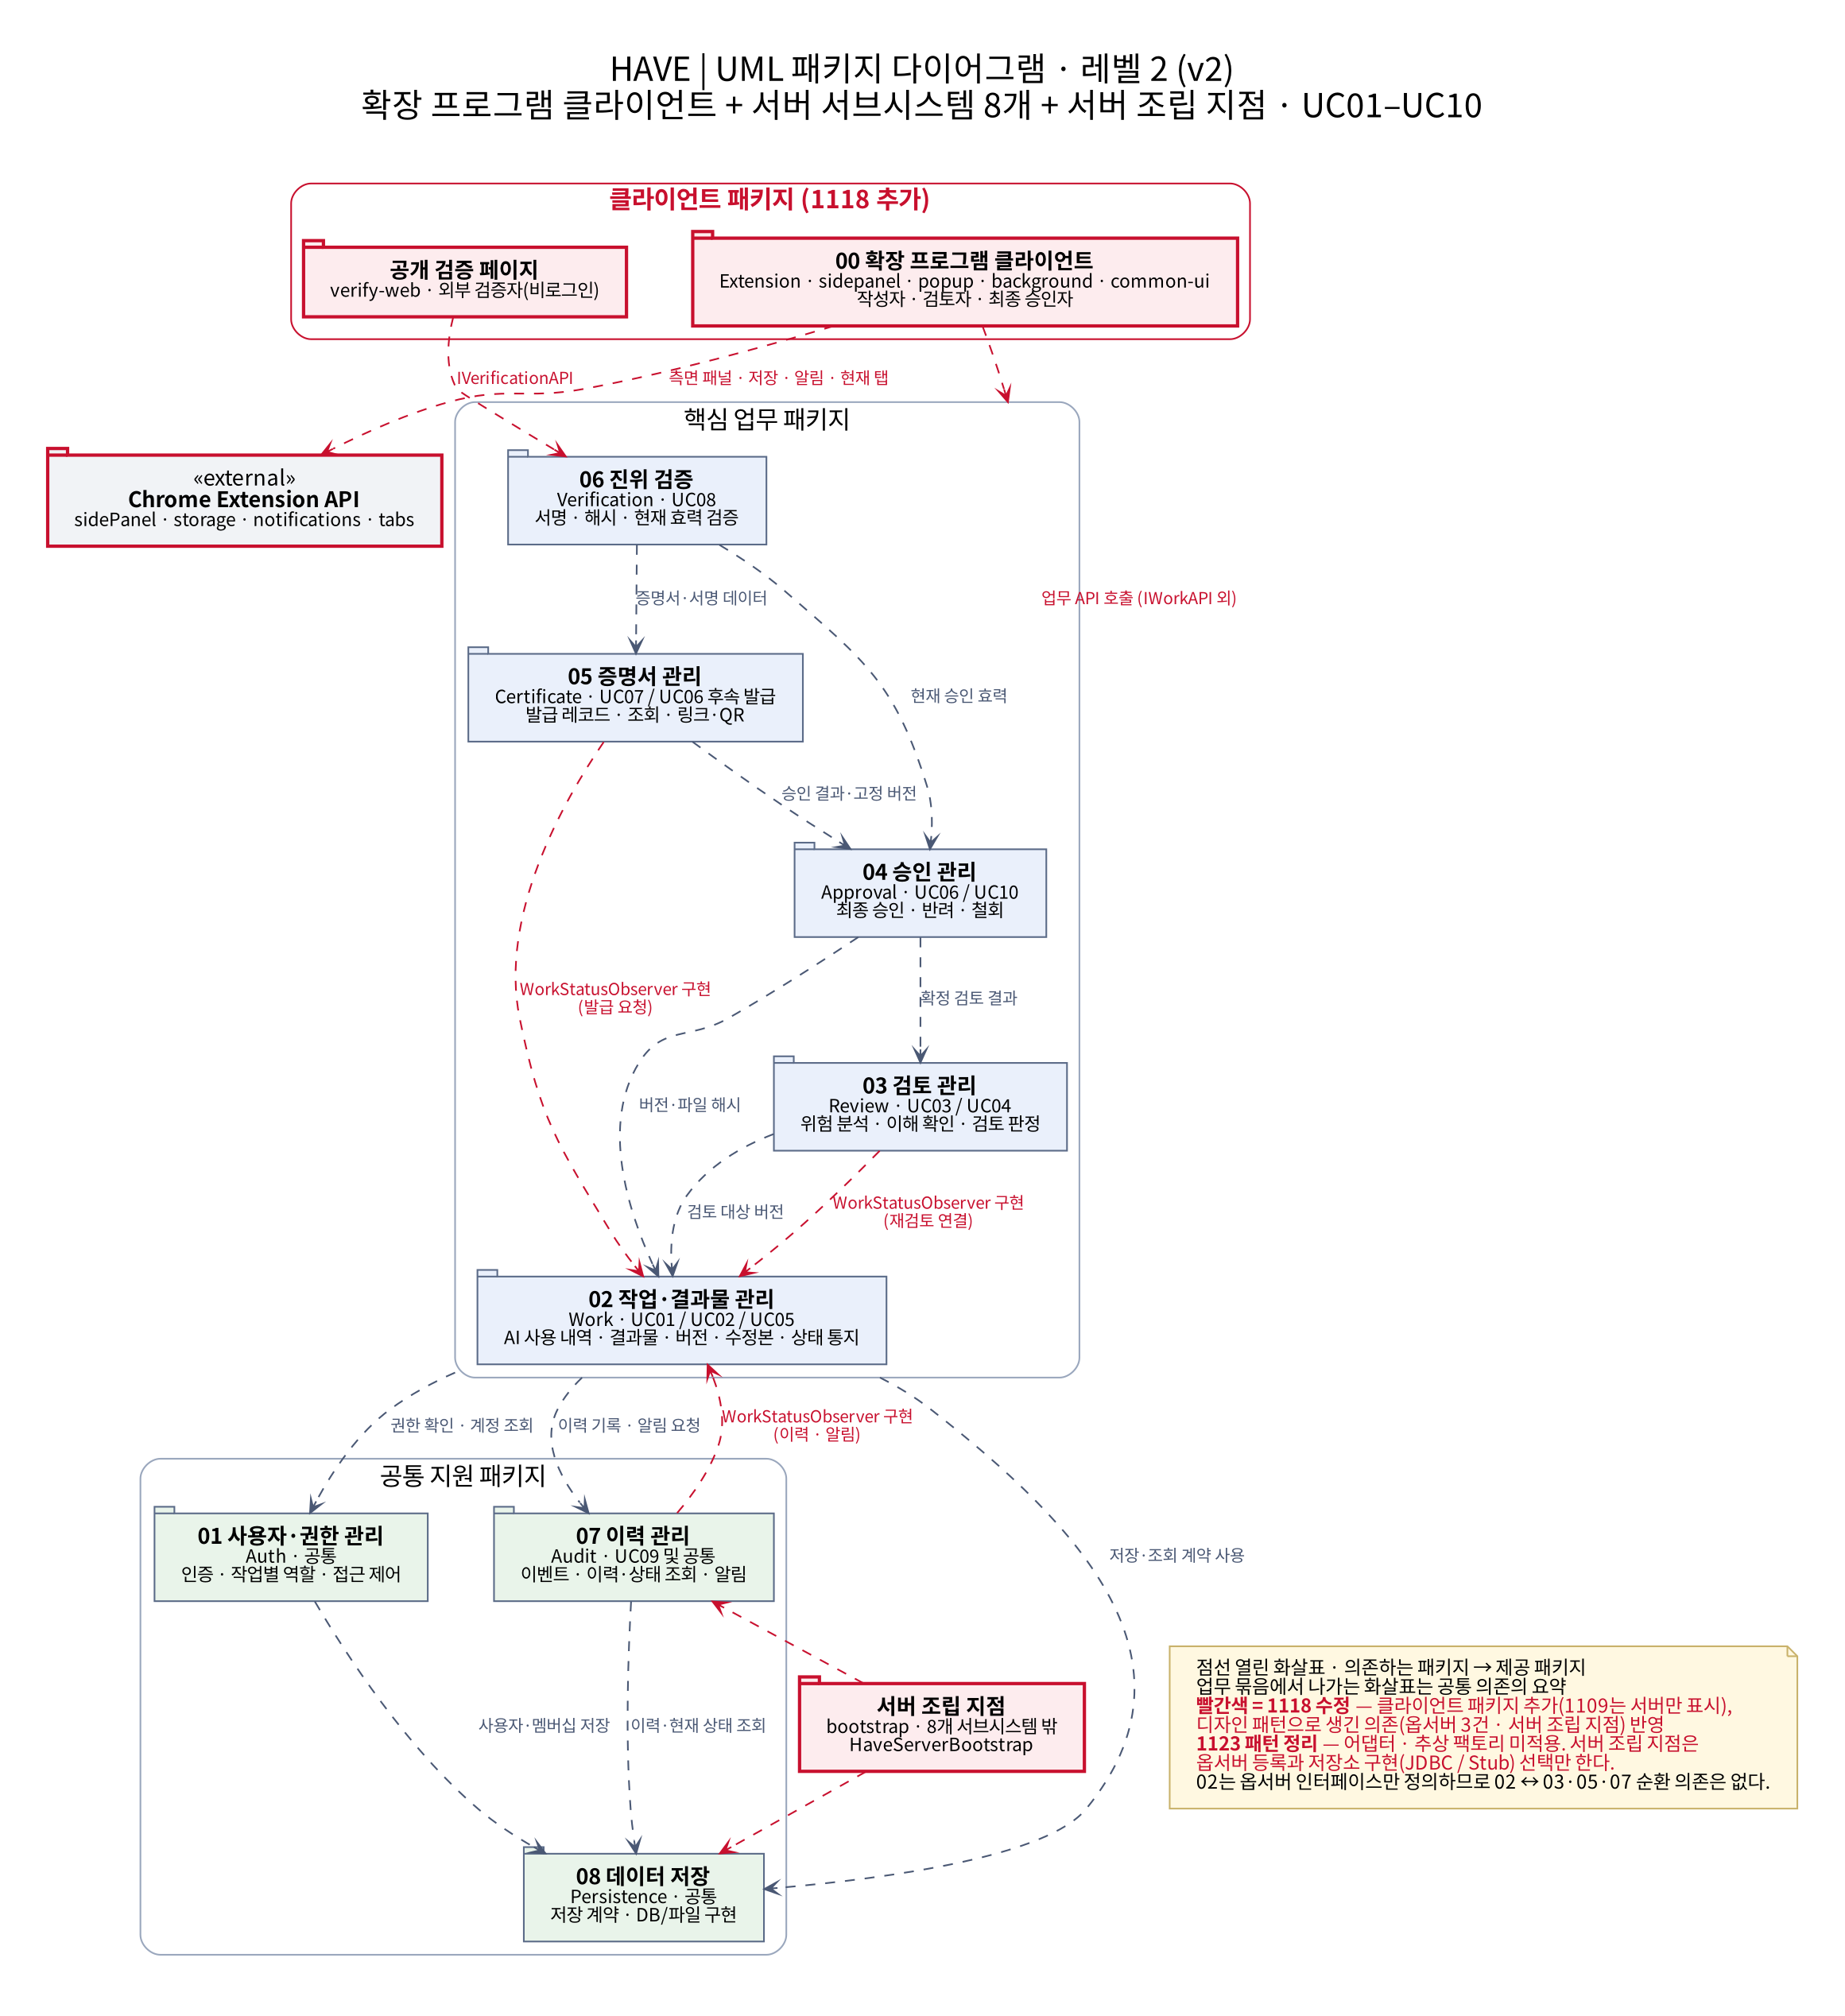 HAVE | UML 패키지 다이어그램 · 레벨 2 (v2)
확장 프로그램 클라이언트 + 서버 서브시스템 8개 + 서버 조립 지점 · UC01–UC10
클라이언트 패키지 (1118 추가)
공개 검증 페이지
verify-web · 외부 검증자(비로그인)
00 확장 프로그램 클라이언트
Extension · sidepanel · popup · background · common-ui
작성자 · 검토자 · 최종 승인자
IVerificationAPI
측면 패널 · 저장 · 알림 · 현재 탭
핵심 업무 패키지
«external»
Chrome Extension API
sidePanel · storage · notifications · tabs
06 진위 검증
Verification · UC08
서명 · 해시 · 현재 효력 검증
증명서·서명 데이터
업무 API 호출 (IWorkAPI 외)
05 증명서 관리
Certificate · UC07 / UC06 후속 발급
발급 레코드 · 조회 · 링크·QR
현재 승인 효력
승인 결과·고정 버전
04 승인 관리
Approval · UC06 / UC10
최종 승인 · 반려 · 철회
WorkStatusObserver 구현
(발급 요청)
확정 검토 결과
03 검토 관리
Review · UC03 / UC04
위험 분석 · 이해 확인 · 검토 판정
버전·파일 해시
검토 대상 버전
WorkStatusObserver 구현
(재검토 연결)
02 작업·결과물 관리
Work · UC01 / UC02 / UC05
AI 사용 내역 · 결과물 · 버전 · 수정본 · 상태 통지
권한 확인 · 계정 조회
이력 기록 · 알림 요청
WorkStatusObserver 구현
(이력 · 알림)
공통 지원 패키지
01 사용자·권한 관리
Auth · 공통
인증 · 작업별 역할 · 접근 제어
07 이력 관리
Audit · UC09 및 공통
이벤트 · 이력·상태 조회 · 알림
저장·조회 계약 사용
사용자·멤버십 저장
이력·현재 상태 조회
서버 조립 지점
bootstrap · 8개 서브시스템 밖
HaveServerBootstrap
점선 열린 화살표 · 의존하는 패키지 → 제공 패키지
업무 묶음에서 나가는 화살표는 공통 의존의 요약
빨간색 = 1118 수정 — 클라이언트 패키지 추가(1109는 서버만 표시),
디자인 패턴으로 생긴 의존(옵서버 3건 · 서버 조립 지점) 반영
1123 패턴 정리 — 어댑터 · 추상 팩토리 미적용. 서버 조립 지점은
옵서버 등록과 저장소 구현(JDBC / Stub) 선택만 한다.
02는 옵서버 인터페이스만 정의하므로 02 ↔ 03·05·07 순환 의존은 없다.
08 데이터 저장
Persistence · 공통
저장 계약 · DB/파일 구현